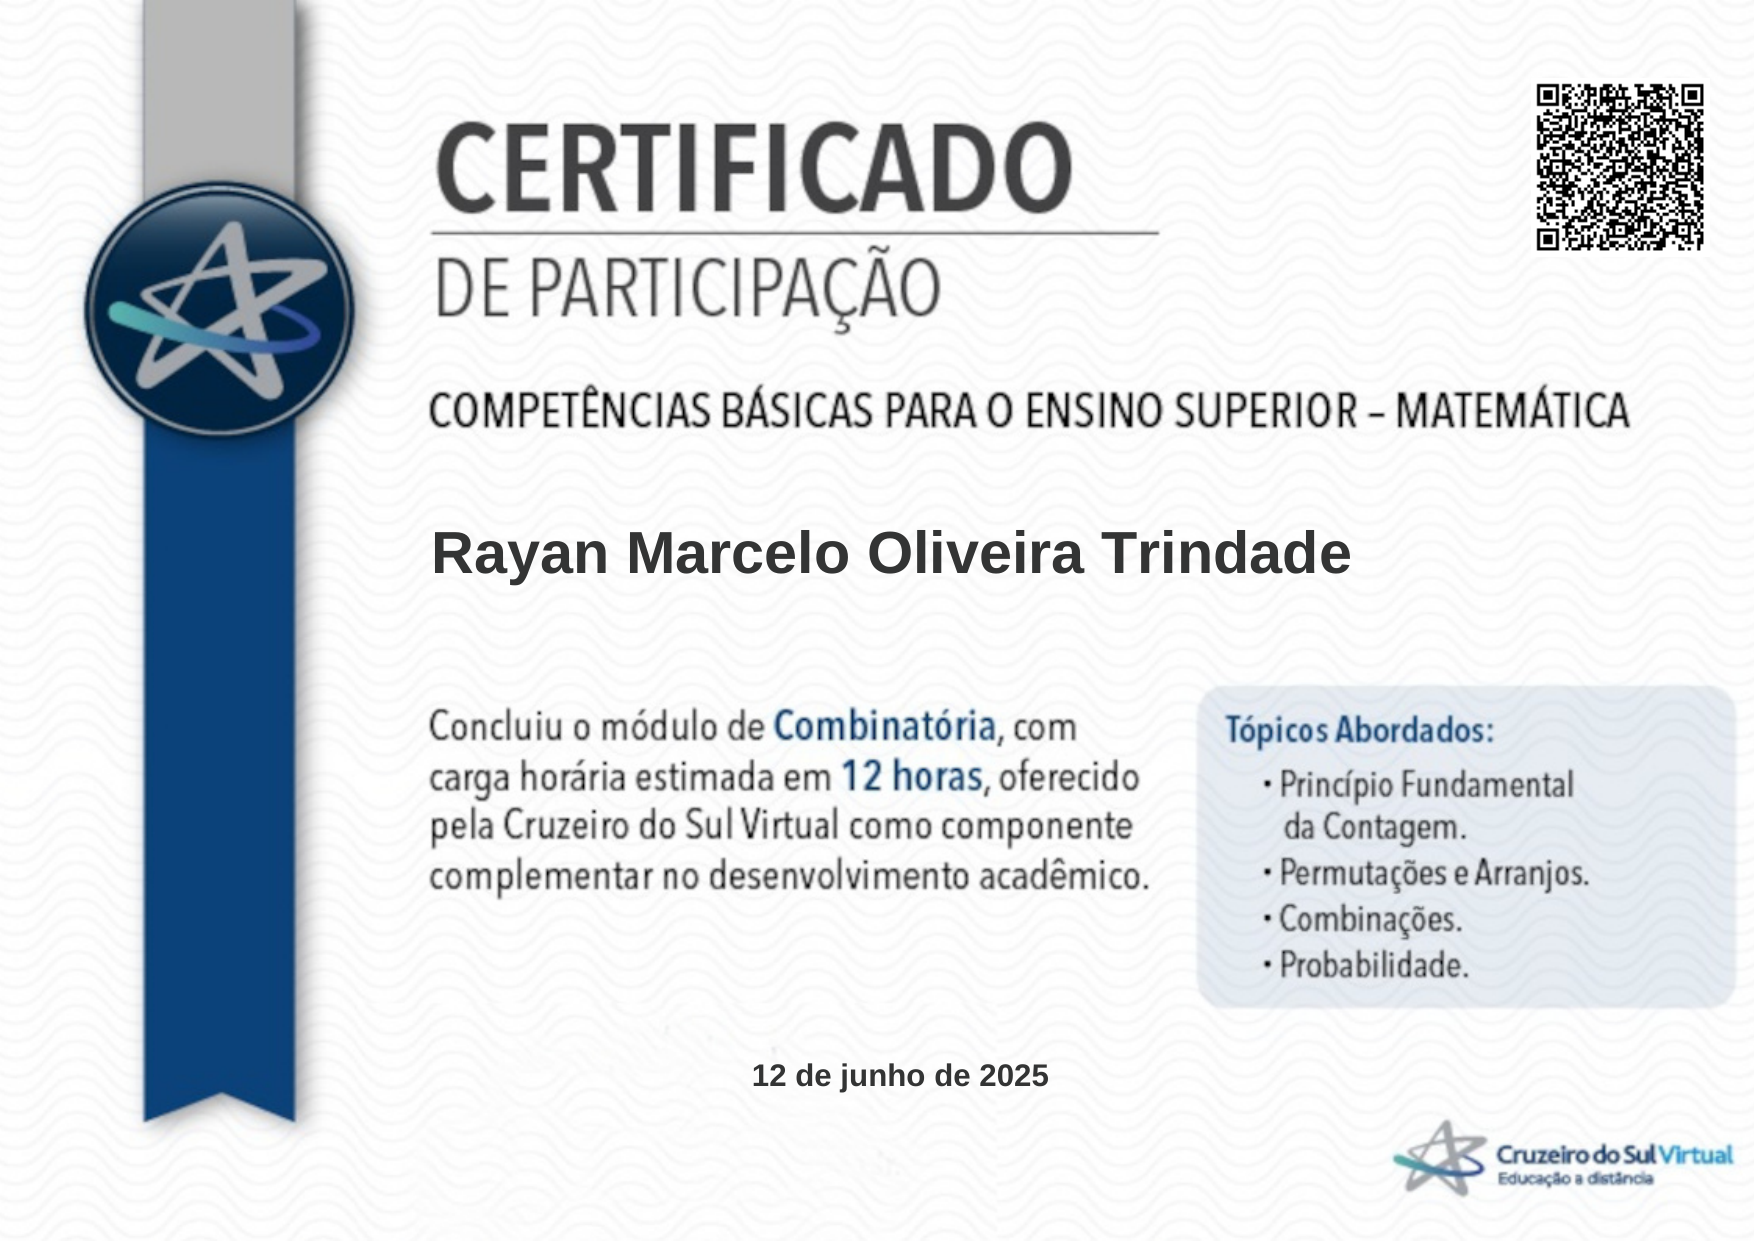 CERTIFICADO
DE PARTICIPAÇÃO
COMPETÊNCIAS BÁSICAS PARA O ENSINO SUPERIOR – MATEMÁTICA
Rayan Marcelo Oliveira Trindade
Concluiu o módulo de Combinatória, com
carga horária estimada em 12 horas, oferecido
pela Cruzeiro do Sul Virtual como componente
complementar no desenvolvimento acadêmico.
Tópicos Abordados:
• Princípio Fundamental
da Contagem.
• Permutações e Arranjos.
• Combinações.
• Probabilidade.
12 de junho de 2025
Cruzeiro do Sul Virtual
Educação a distância